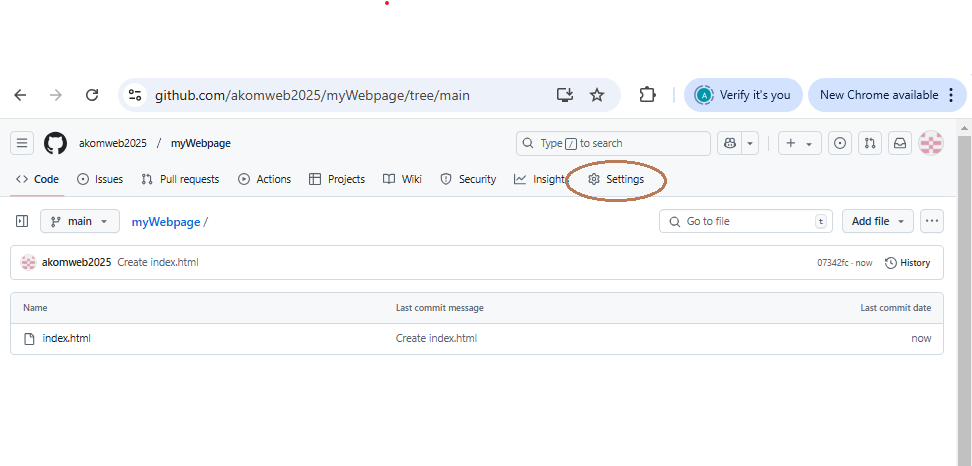 github.com/akomweb2025/myWebpage/tree/main
A Verify it's you
New Chrome available
akomweb2025 / myWebpage
Type / to search
<> Code Issues Pull requests Actions Projects Wiki Security Insights Settings
main myWebpage / Go to file t Add file
akomweb2025 Create index.html 07342fc · now History
Name Last commit message Last commit date
index.html Create index.html now